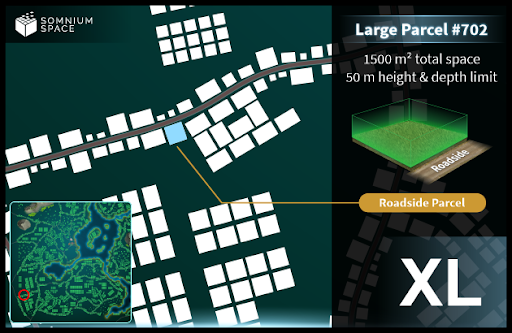 SOMNIUM
SPACE
Large Parcel #702
1500 m² total space
50 m height & depth limit
Roadside
Roadside Parcel
XL